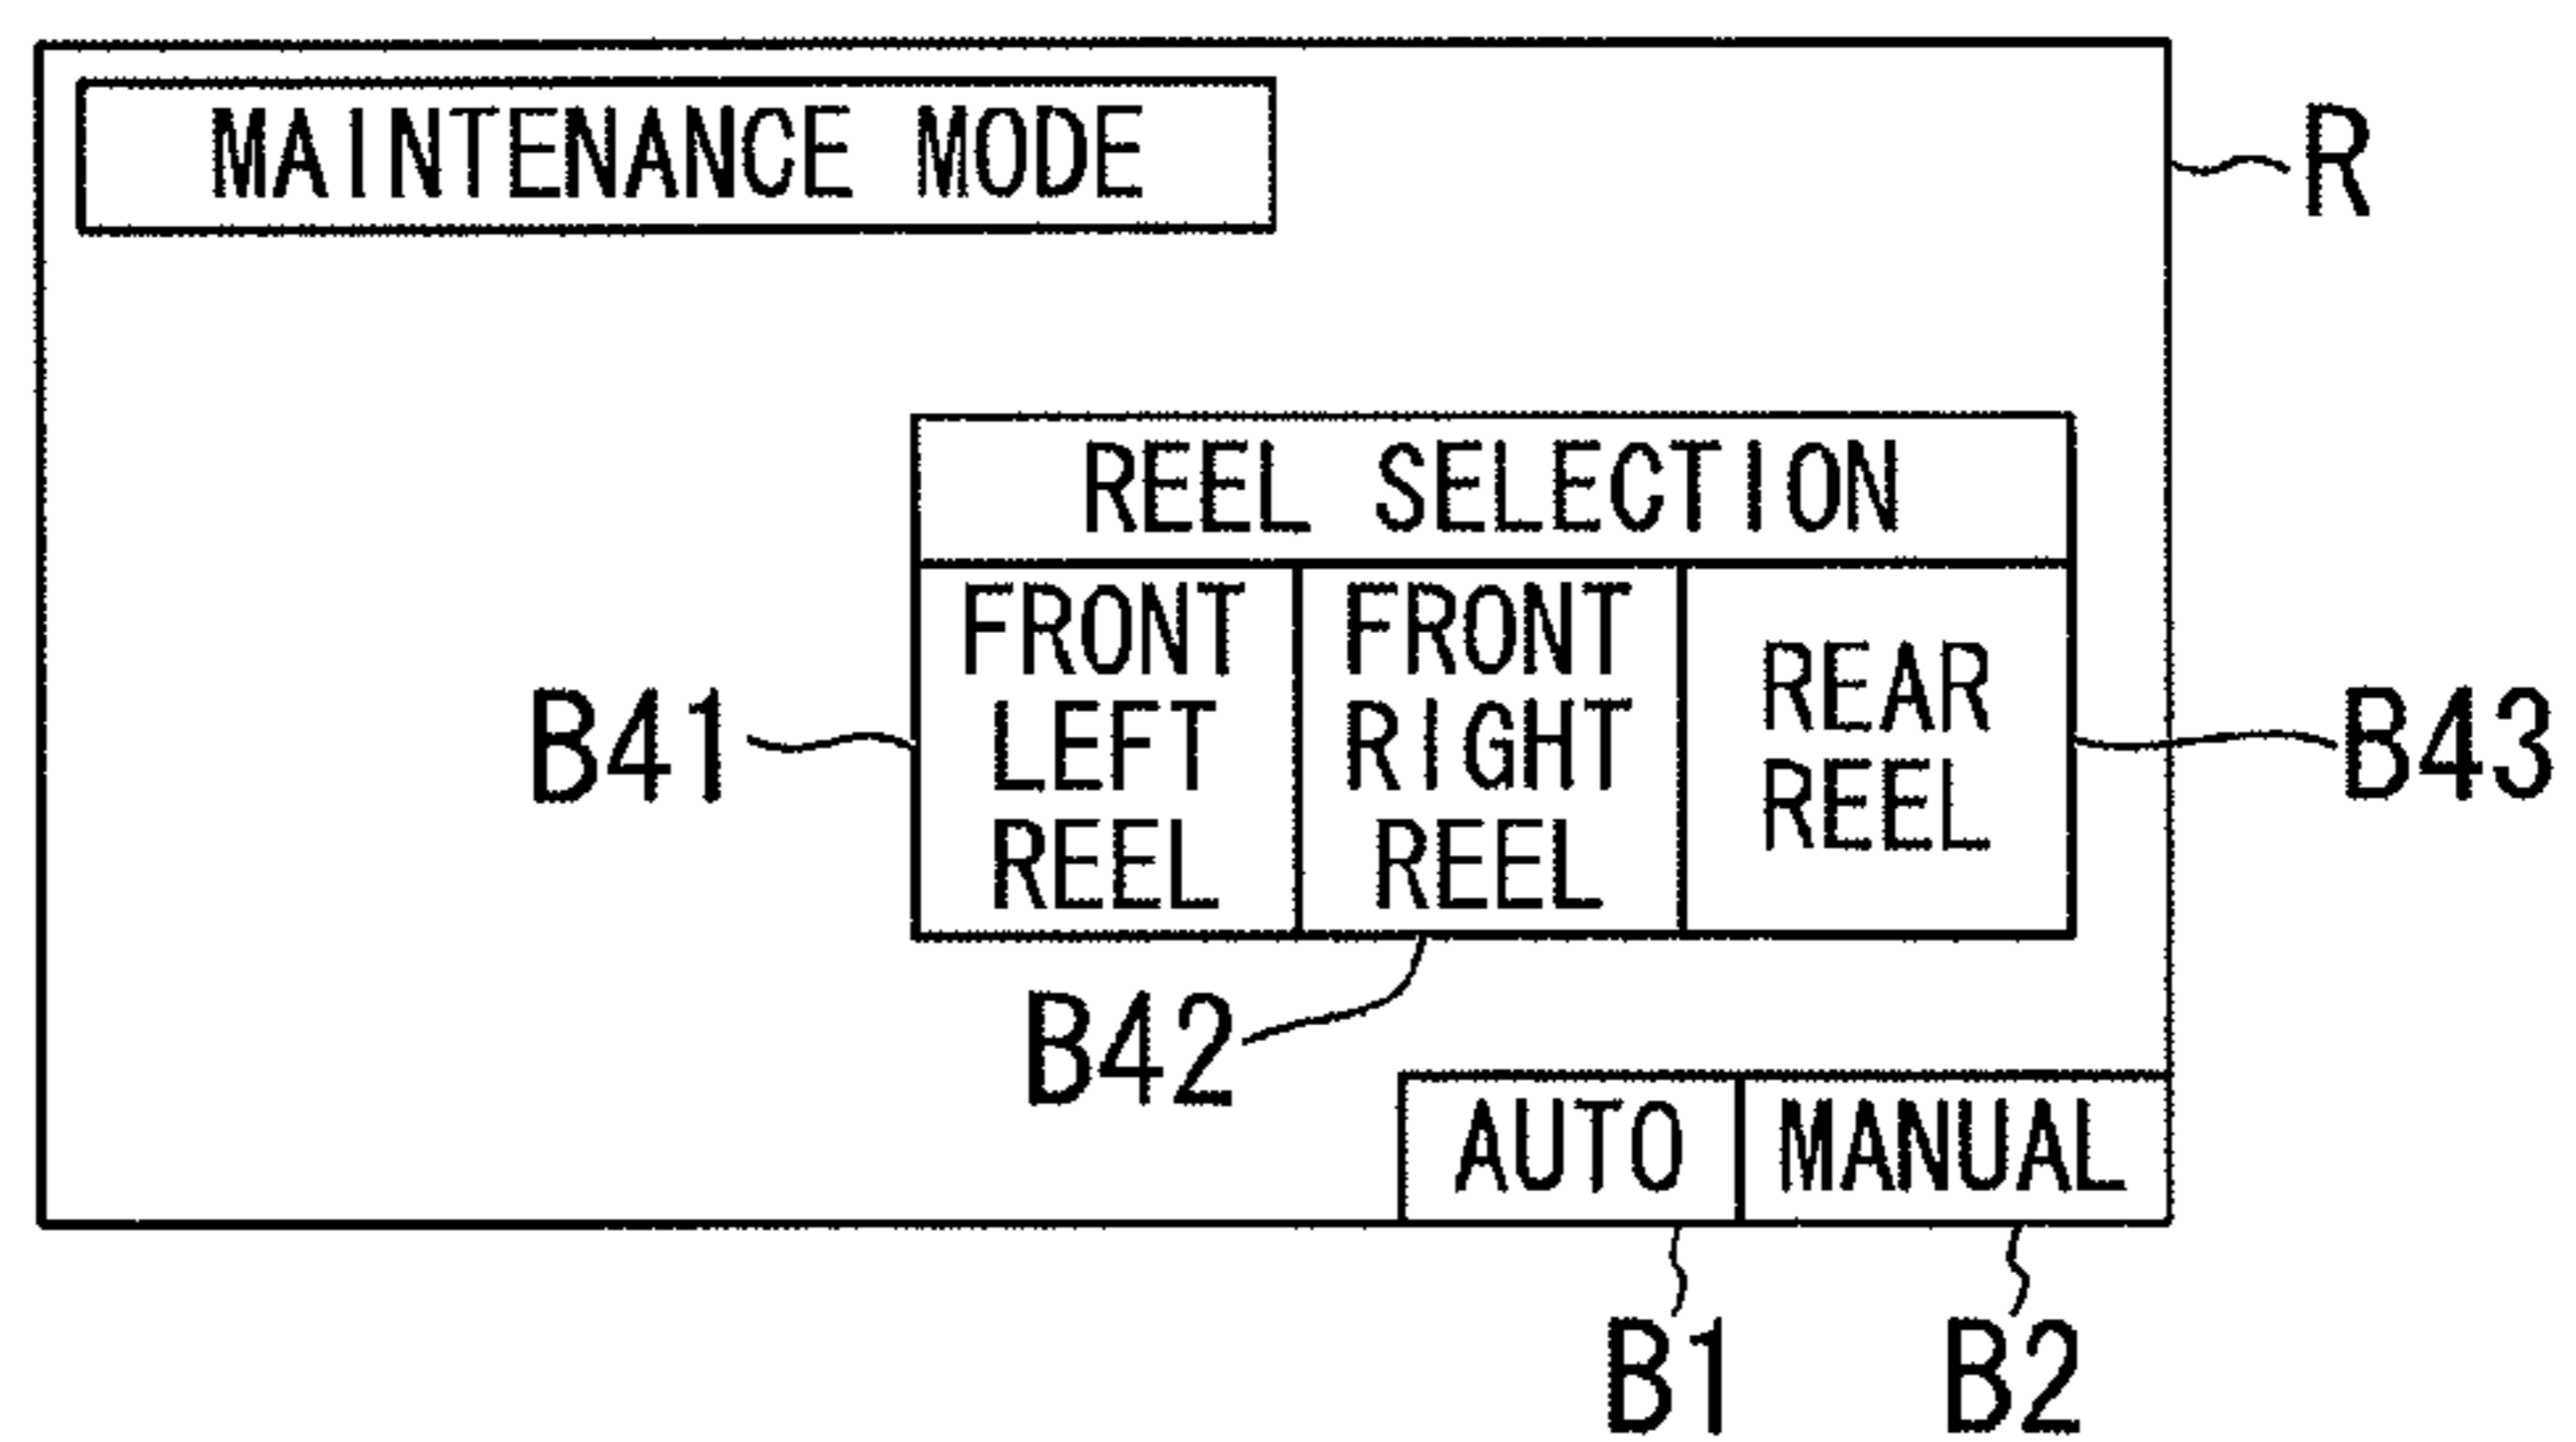 MAINTENANCE MODE
R
REEL SELECTION
FRONT LEFT REEL
FRONT RIGHT REEL
REAR REEL
B41
B43
B42
AUTO
MANUAL
B1
B2